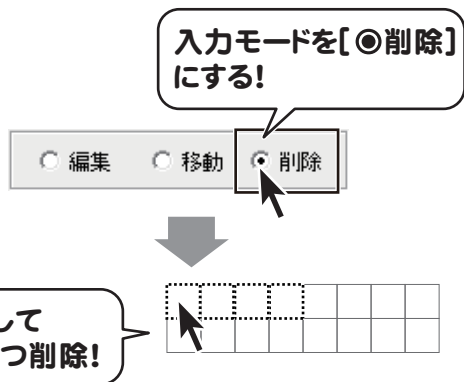 入力モードを[◉削除]
にする!
編集 移動 削除
して
つ削除!